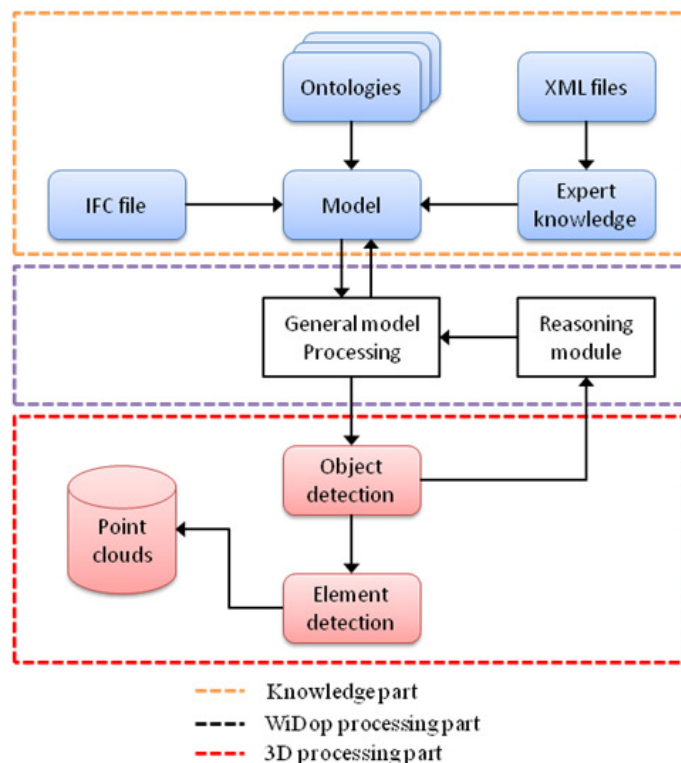 Ontologies
XML files
IFC file
Model
Expert
knowledge
General model
Processing
Reasoning
module
Object
detection
Point
clouds
Element
detection
Knowledge part
WiDop processing part
3D processing part